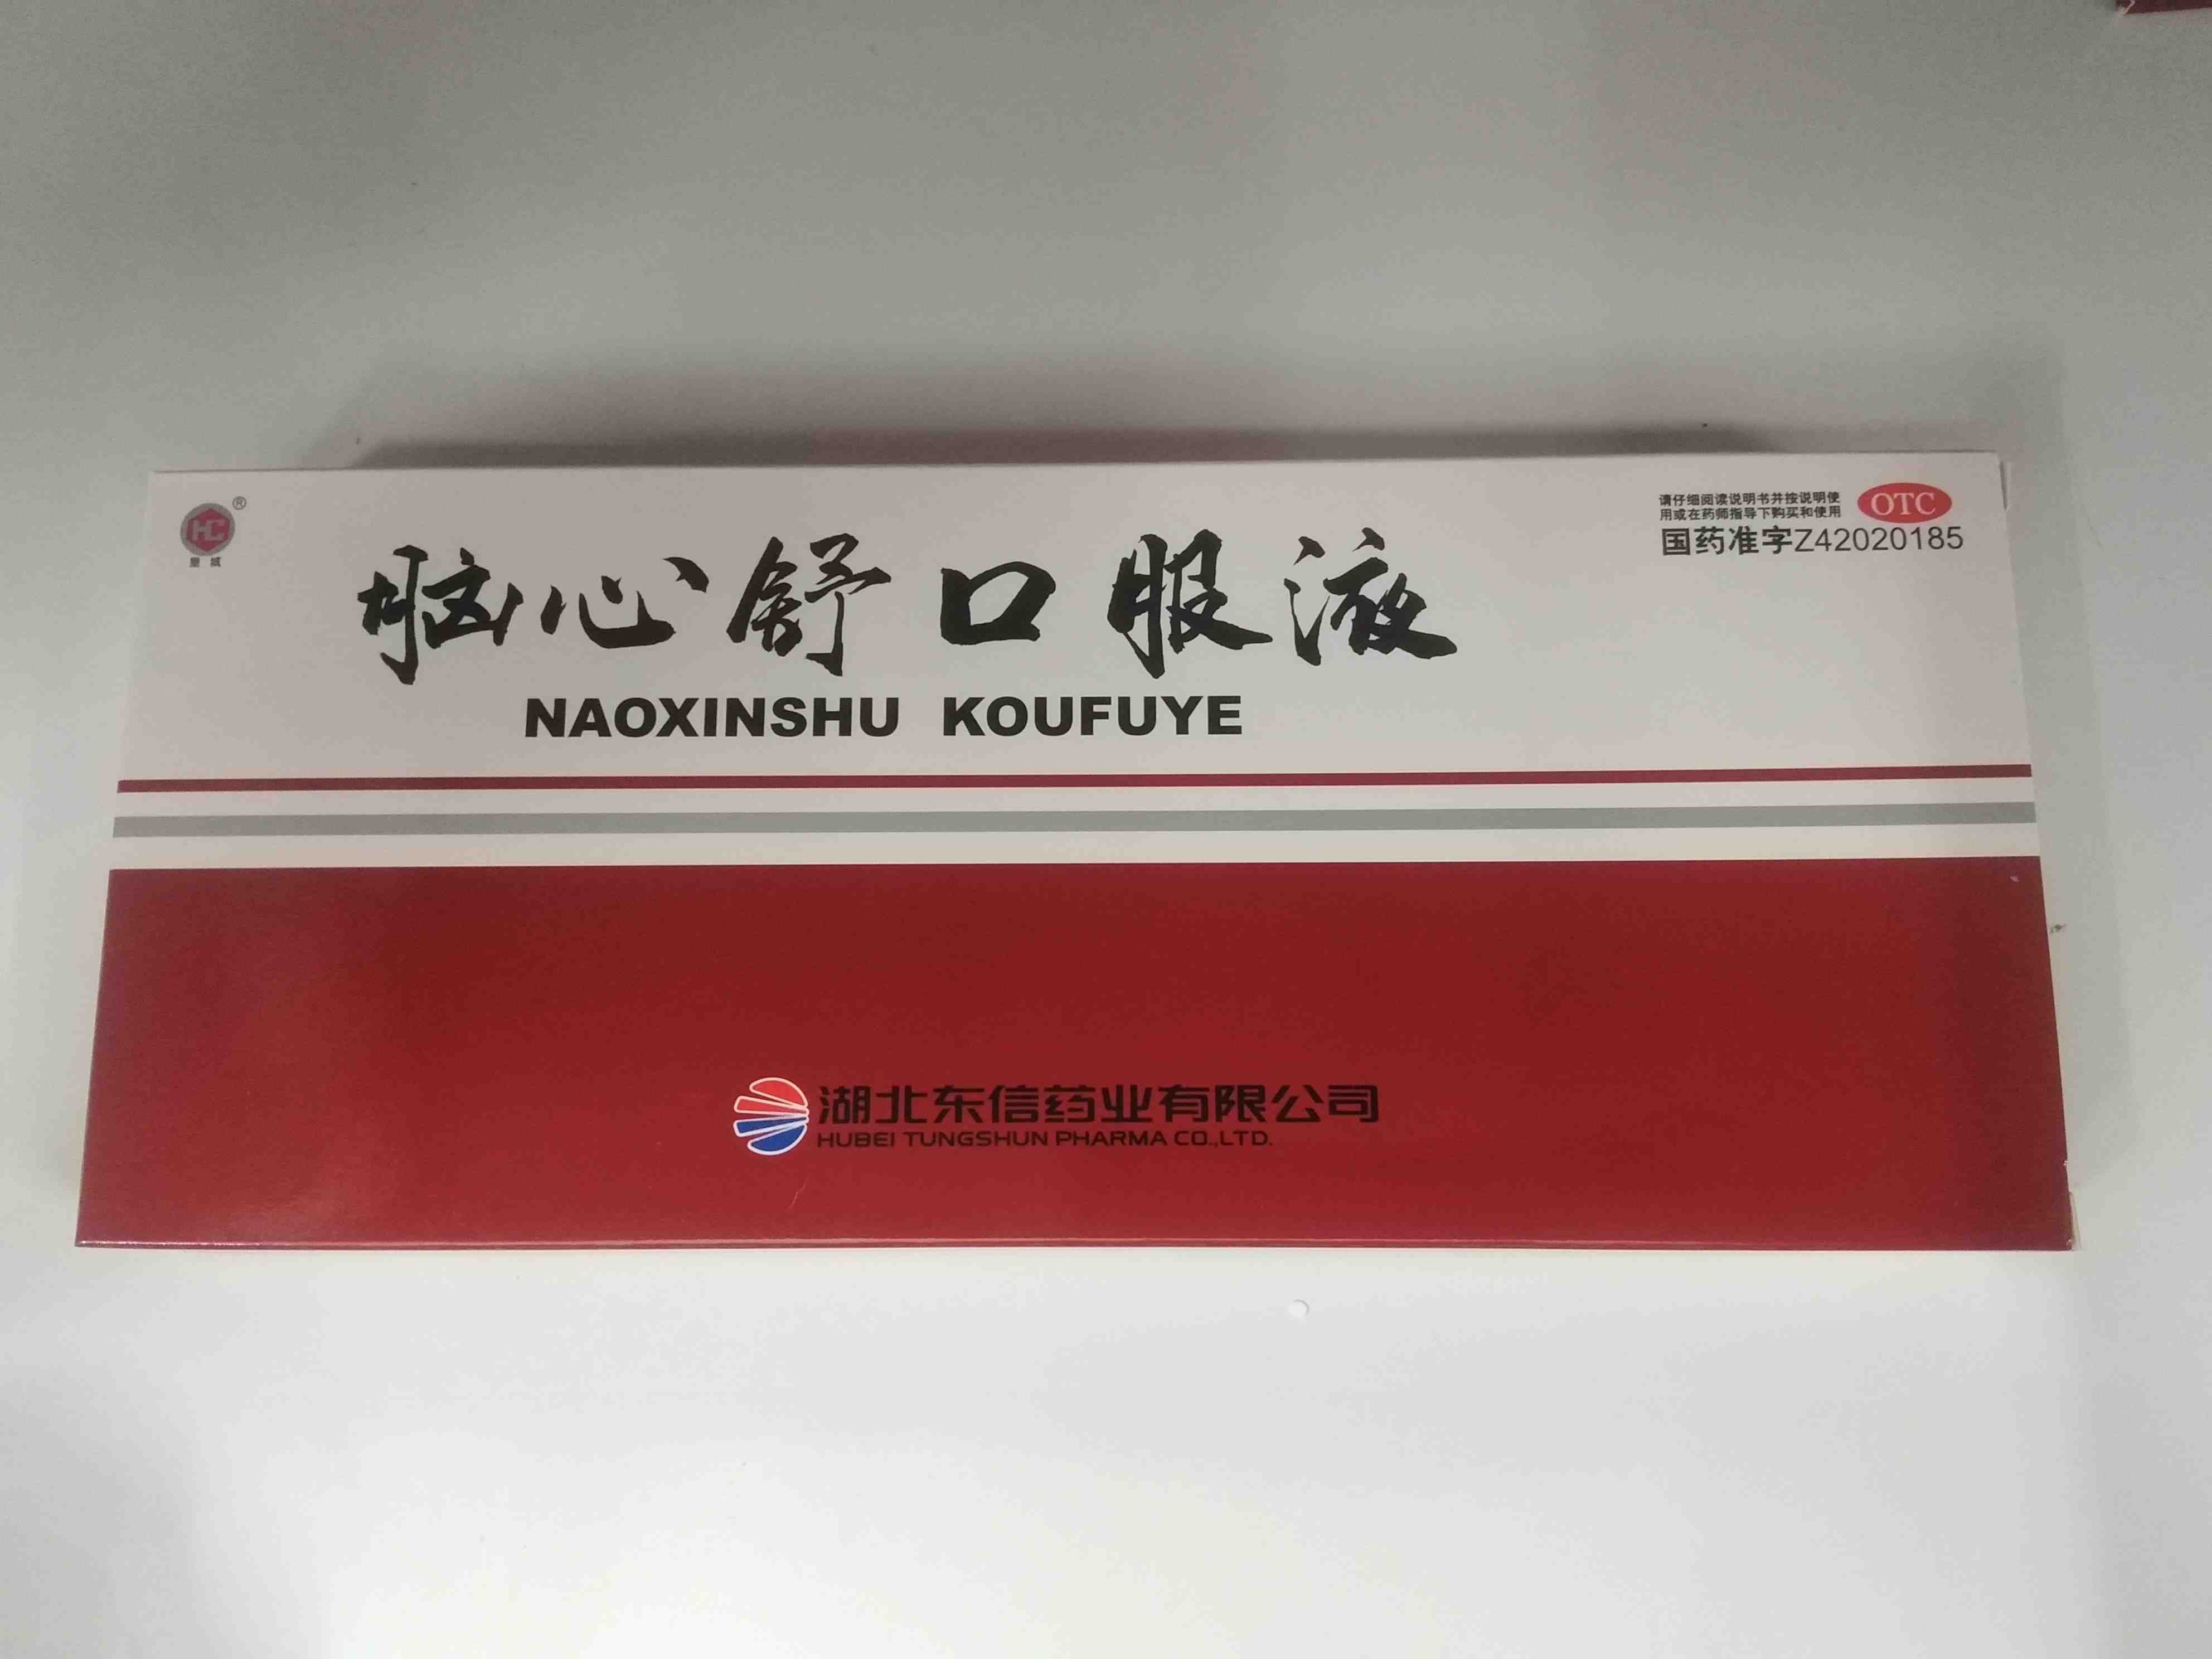 HC®
皇城
请仔细阅读说明书并按说明使
用或在药师指导下购买和使用
OTC
国药准字Z42020185
脑心舒口服液
NAOXINSHU KOUFUYE
湖北东信药业有限公司
HUBEI TUNGSHUN PHARMA CO.,LTD.